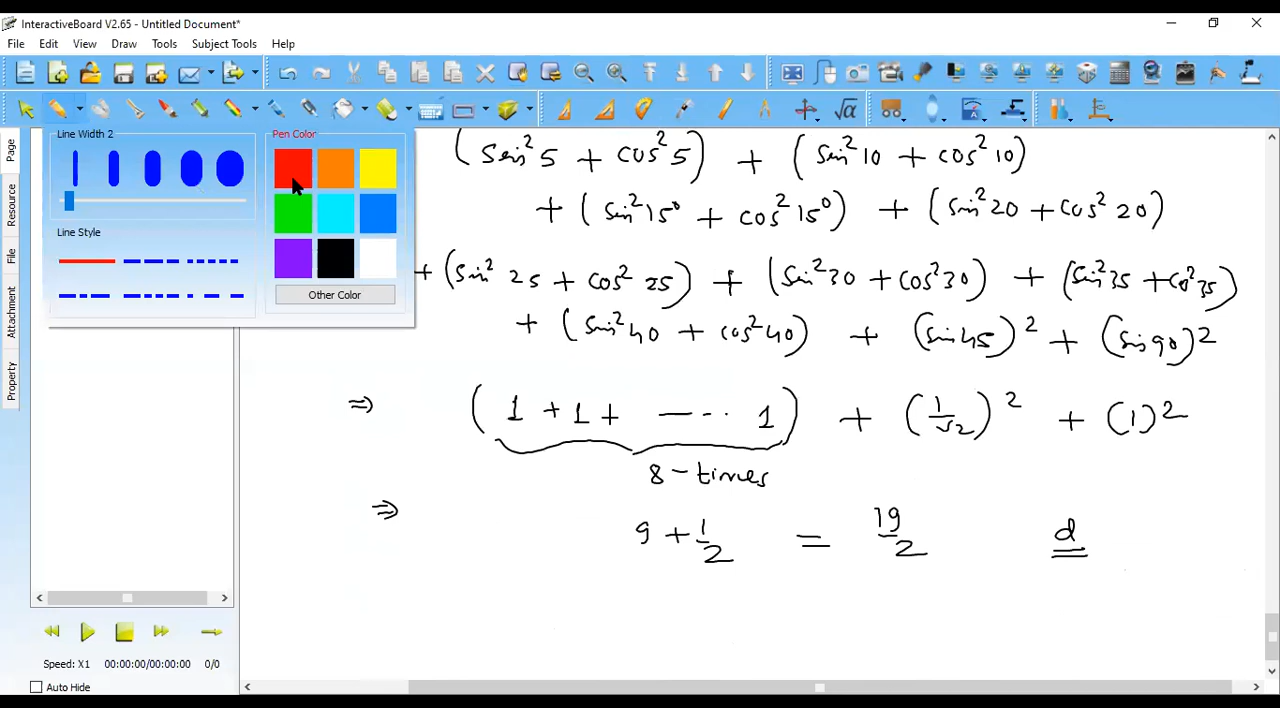 InteractiveBoard V2.65 - Untitled Document*
File Edit View Draw Tools Subject Tools Help
Line Width 2
Pen Color
Line Style
Other Color
Page
Resource
File
Attachment
Property
(Sin²5 + cos²5) + (Sin²10 + cos²10)
+ (sin²15° + cos²15°) + (sin²20 + cos²20)
+ (sin²25 + cos²25) + (sin²30 + cos²30) + (sin²35 + cos²35)
+ (sin²40 + cos²40) + (sin45)² + (sin90)²
⇒ (1 + 1 + —--- 1) + (1/√2)² + (1)²
8 - times
⇒ 9 + 1/2 = 19/2 d
Speed: X1 00:00:00/00:00:00 0/0
Auto Hide